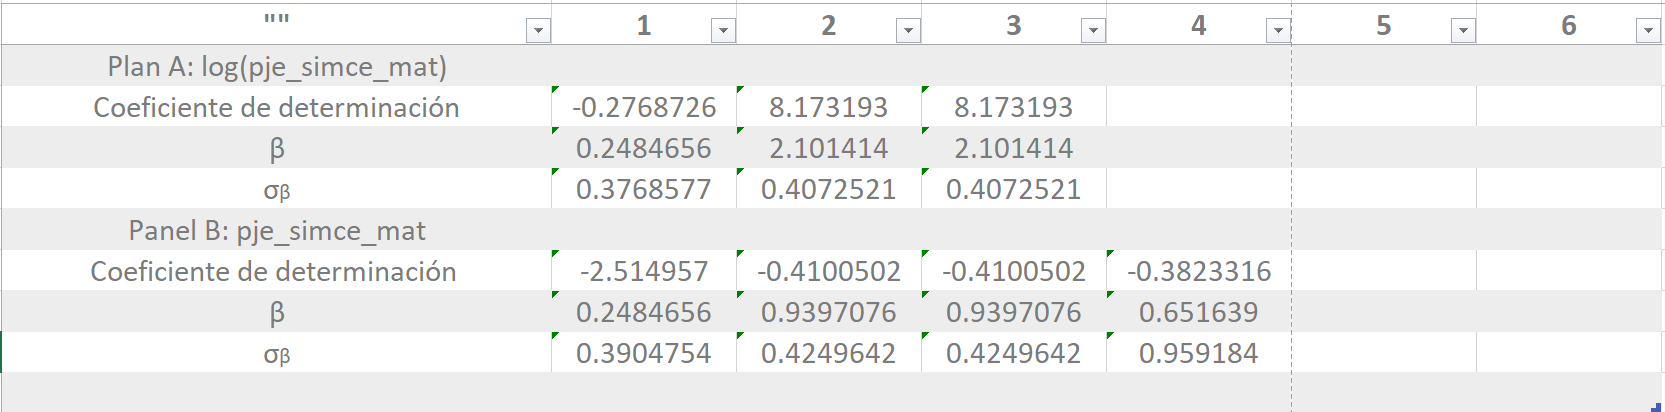 "" 1 2 3 4 5 6
Plan A: log(pje_simce_mat)
Coeficiente de determinación -0.2768726 8.173193 8.173193
β 0.2484656 2.101414 2.101414
σβ 0.3768577 0.4072521 0.4072521
Panel B: pje_simce_mat
Coeficiente de determinación -2.514957 -0.4100502 -0.4100502 -0.3823316
β 0.2484656 0.9397076 0.9397076 0.651639
σβ 0.3904754 0.4249642 0.4249642 0.959184